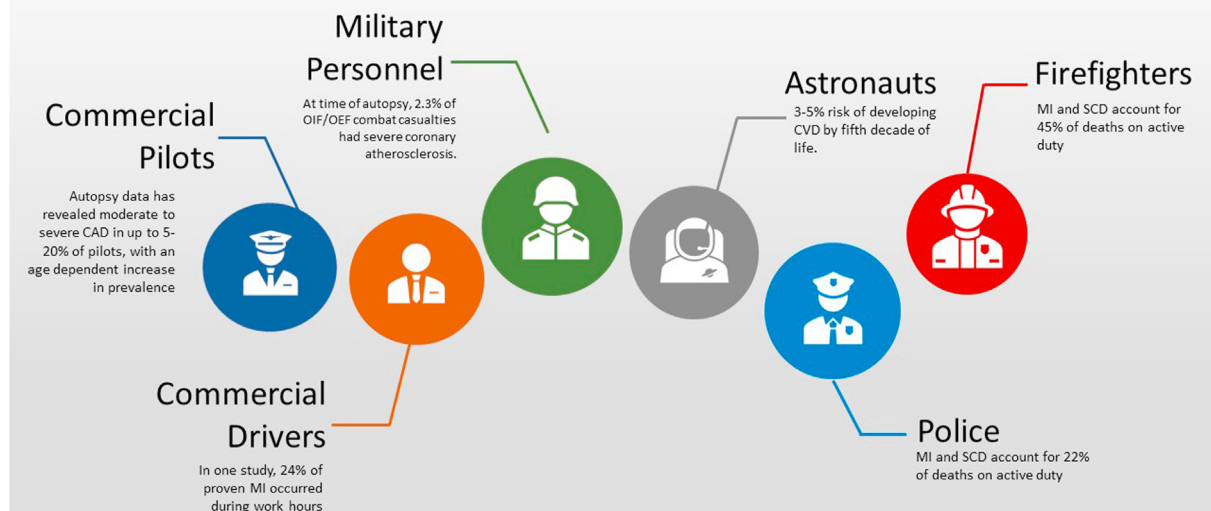 Commercial
Pilots
Autopsy data has
revealed moderate to
severe CAD in up to 5-
20% of pilots, with an
age dependent increase
in prevalence
Commercial
Drivers
In one study, 24% of
proven MI occurred
during work hours
Military
Personnel
At time of autopsy, 2.3% of
OIF/OEF combat casualties
had severe coronary
atherosclerosis.
Astronauts
3-5% risk of developing
CVD by fifth decade of
life.
Police
MI and SCD account for 22%
of deaths on active duty
Firefighters
MI and SCD account for
45% of deaths on active
duty